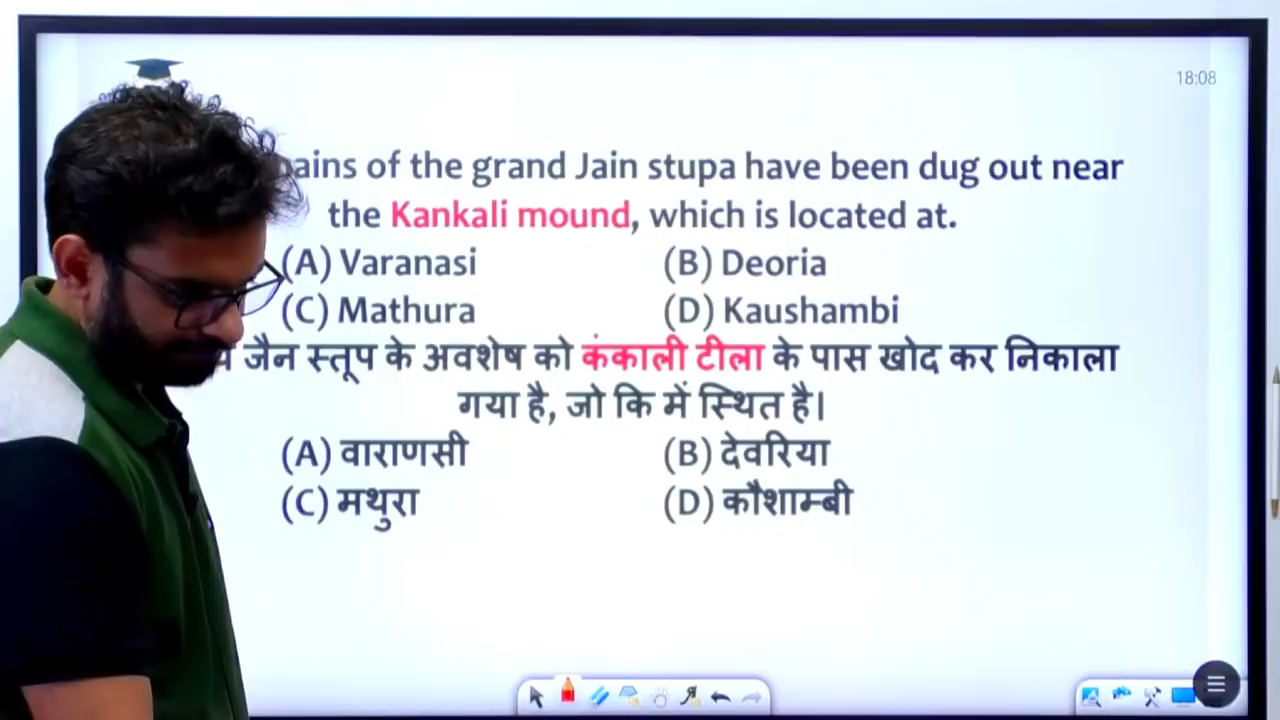 18:08
of the grand Jain stupa have been dug out near
the Kankali mound, which is located at.
(A) Varanasi (B) Deoria
(C) Mathura (D) Kaushambi
जैन स्तूप के अवशेष को कंकाली टीला के पास खोद कर निकाला
गया है, जो कि में स्थित है।
(A) वाराणसी (B) देवरिया
(C) मथुरा (D) कौशाम्बी